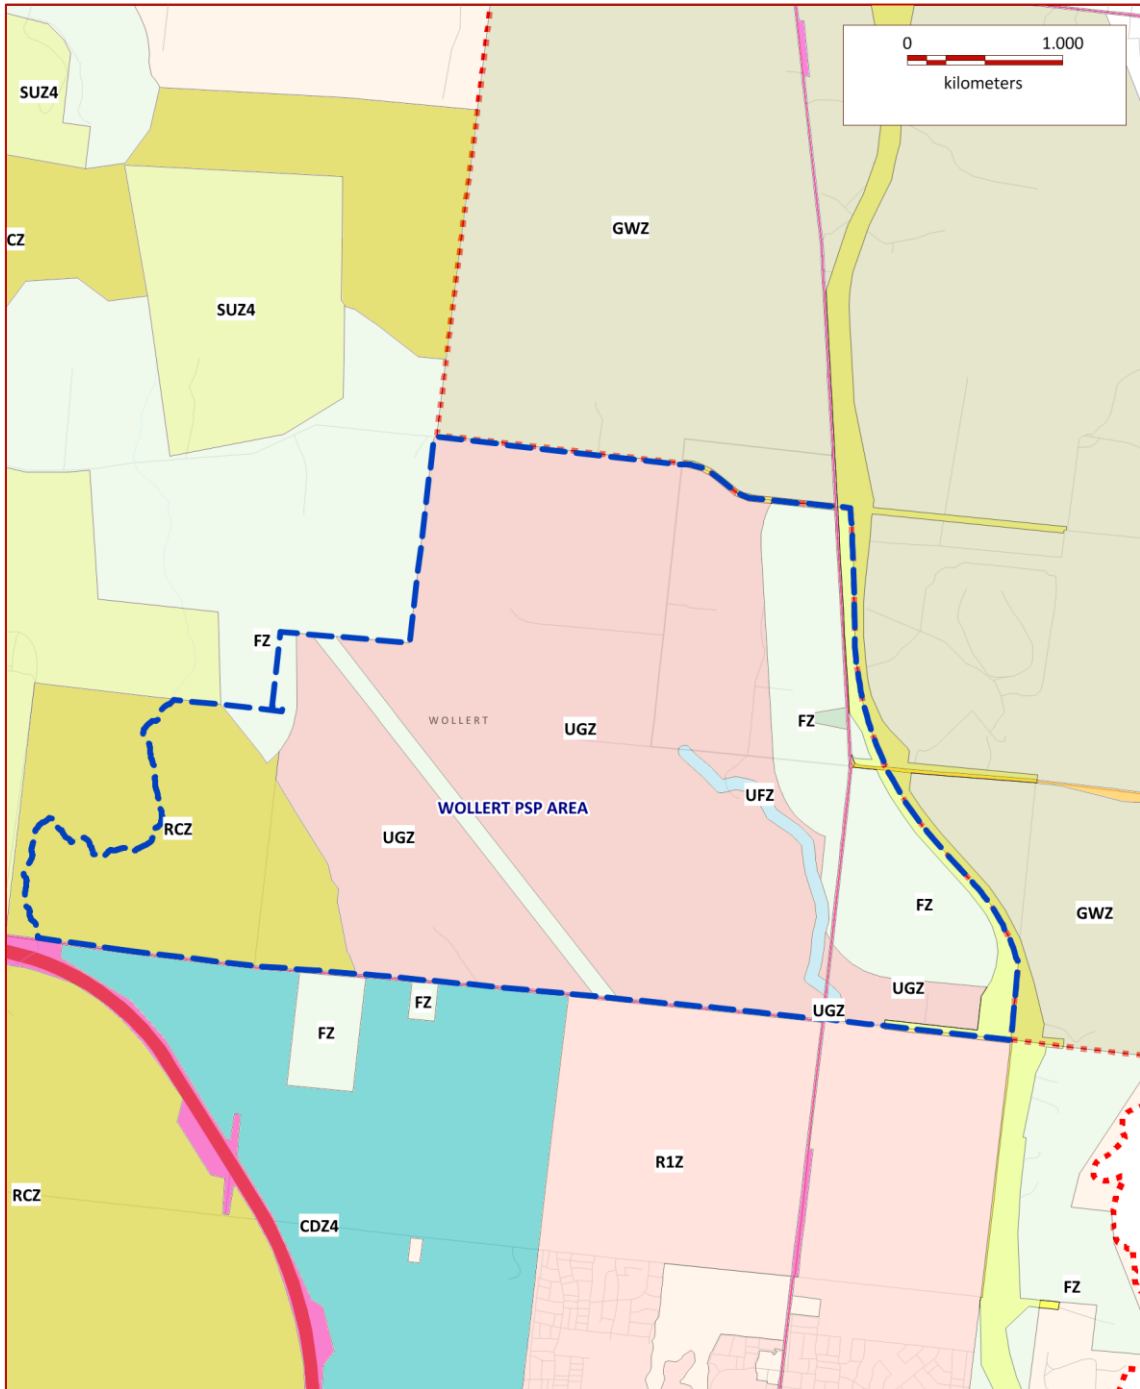 0 1.000
kilometers
SUZ4
GWZ
CZ
SUZ4
FZ
WOLLERT
FZ
UGZ
UFZ
WOLLERT PSP AREA
RCZ
UGZ
FZ
GWZ
UGZ
FZ
UGZ
FZ
R1Z
RCZ
CDZ4
FZ